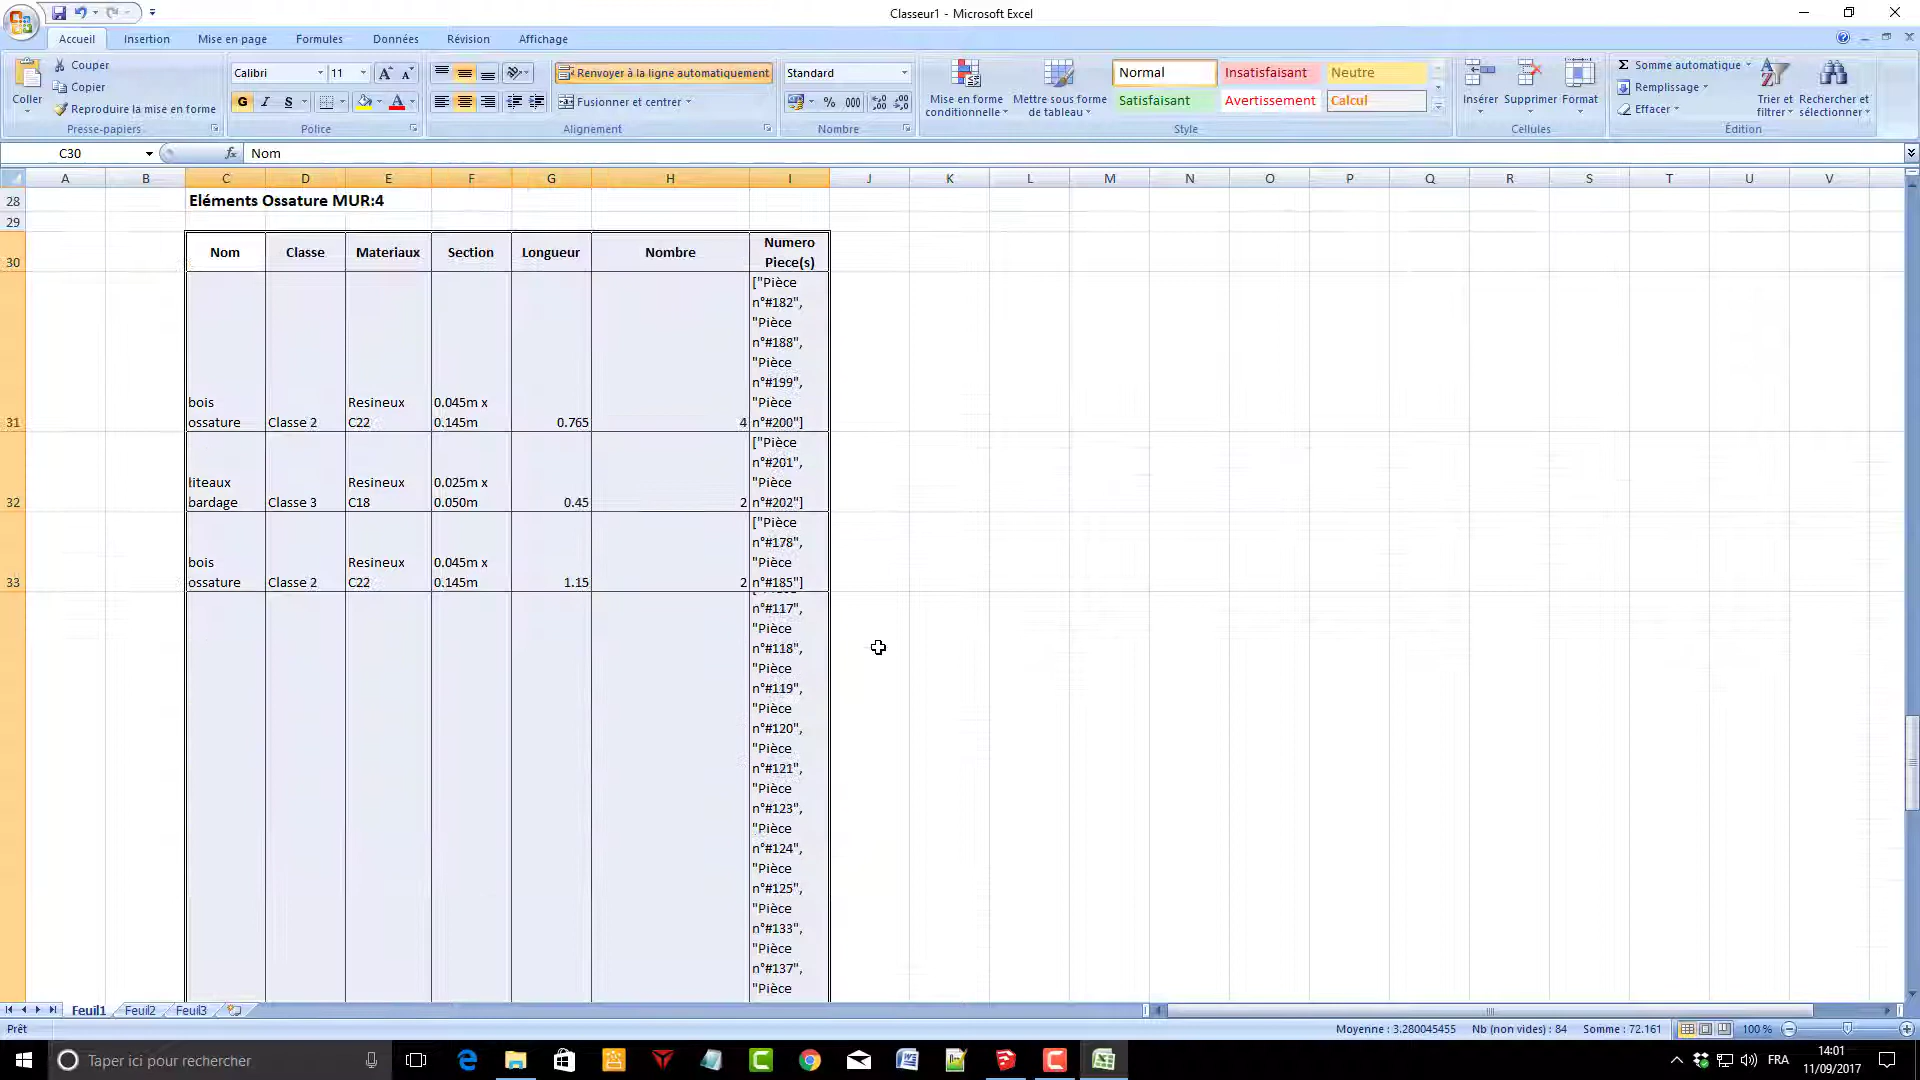 Classeur1 - Microsoft Excel
Accueil Insertion Mise en page Formules Données Révision Affichage
Coller
Couper
Copier
Reproduire la mise en forme
Presse-papiers
Calibri 11
G I S A
Police
Renvoyer à la ligne automatiquement
Fusionner et centrer
Alignement
Standard
% 000
Nombre
Mise en forme conditionnelle
Mettre sous forme de tableau
Normal Insatisfaisant Neutre
Satisfaisant Avertissement Calcul
Style
Insérer Supprimer Format
Cellules
Σ Somme automatique
Remplissage
Effacer
Trier et filtrer
Rechercher et sélectionner
Édition
C30 fx Nom
A B C D E F G H I J K L M N O P Q R S T U V
28 Eléments Ossature MUR:4
29
30 Nom Classe Materiaux Section Longueur Nombre Numero Piece(s)
31 bois ossature Classe 2 Resineux C22 0.045m x 0.145m 0.765 4 ["Pièce n°#182", "Pièce n°#188", "Pièce n°#199", "Pièce n°#200"]
32 liteaux bardage Classe 3 Resineux C18 0.025m x 0.050m 0.45 2 ["Pièce n°#201", "Pièce n°#202"]
33 bois ossature Classe 2 Resineux C22 0.045m x 0.145m 1.15 2 ["Pièce n°#178", "Pièce n°#185"]
n°#117",
"Pièce
n°#118",
"Pièce
n°#119",
"Pièce
n°#120",
"Pièce
n°#121",
"Pièce
n°#123",
"Pièce
n°#124",
"Pièce
n°#125",
"Pièce
n°#133",
"Pièce
n°#137",
"Pièce
Feuil1 Feuil2 Feuil3
Prêt Moyenne : 3.280045455 Nb (non vides) : 84 Somme : 72.161 100 %
Taper ici pour rechercher
FRA
14:01
11/09/2017